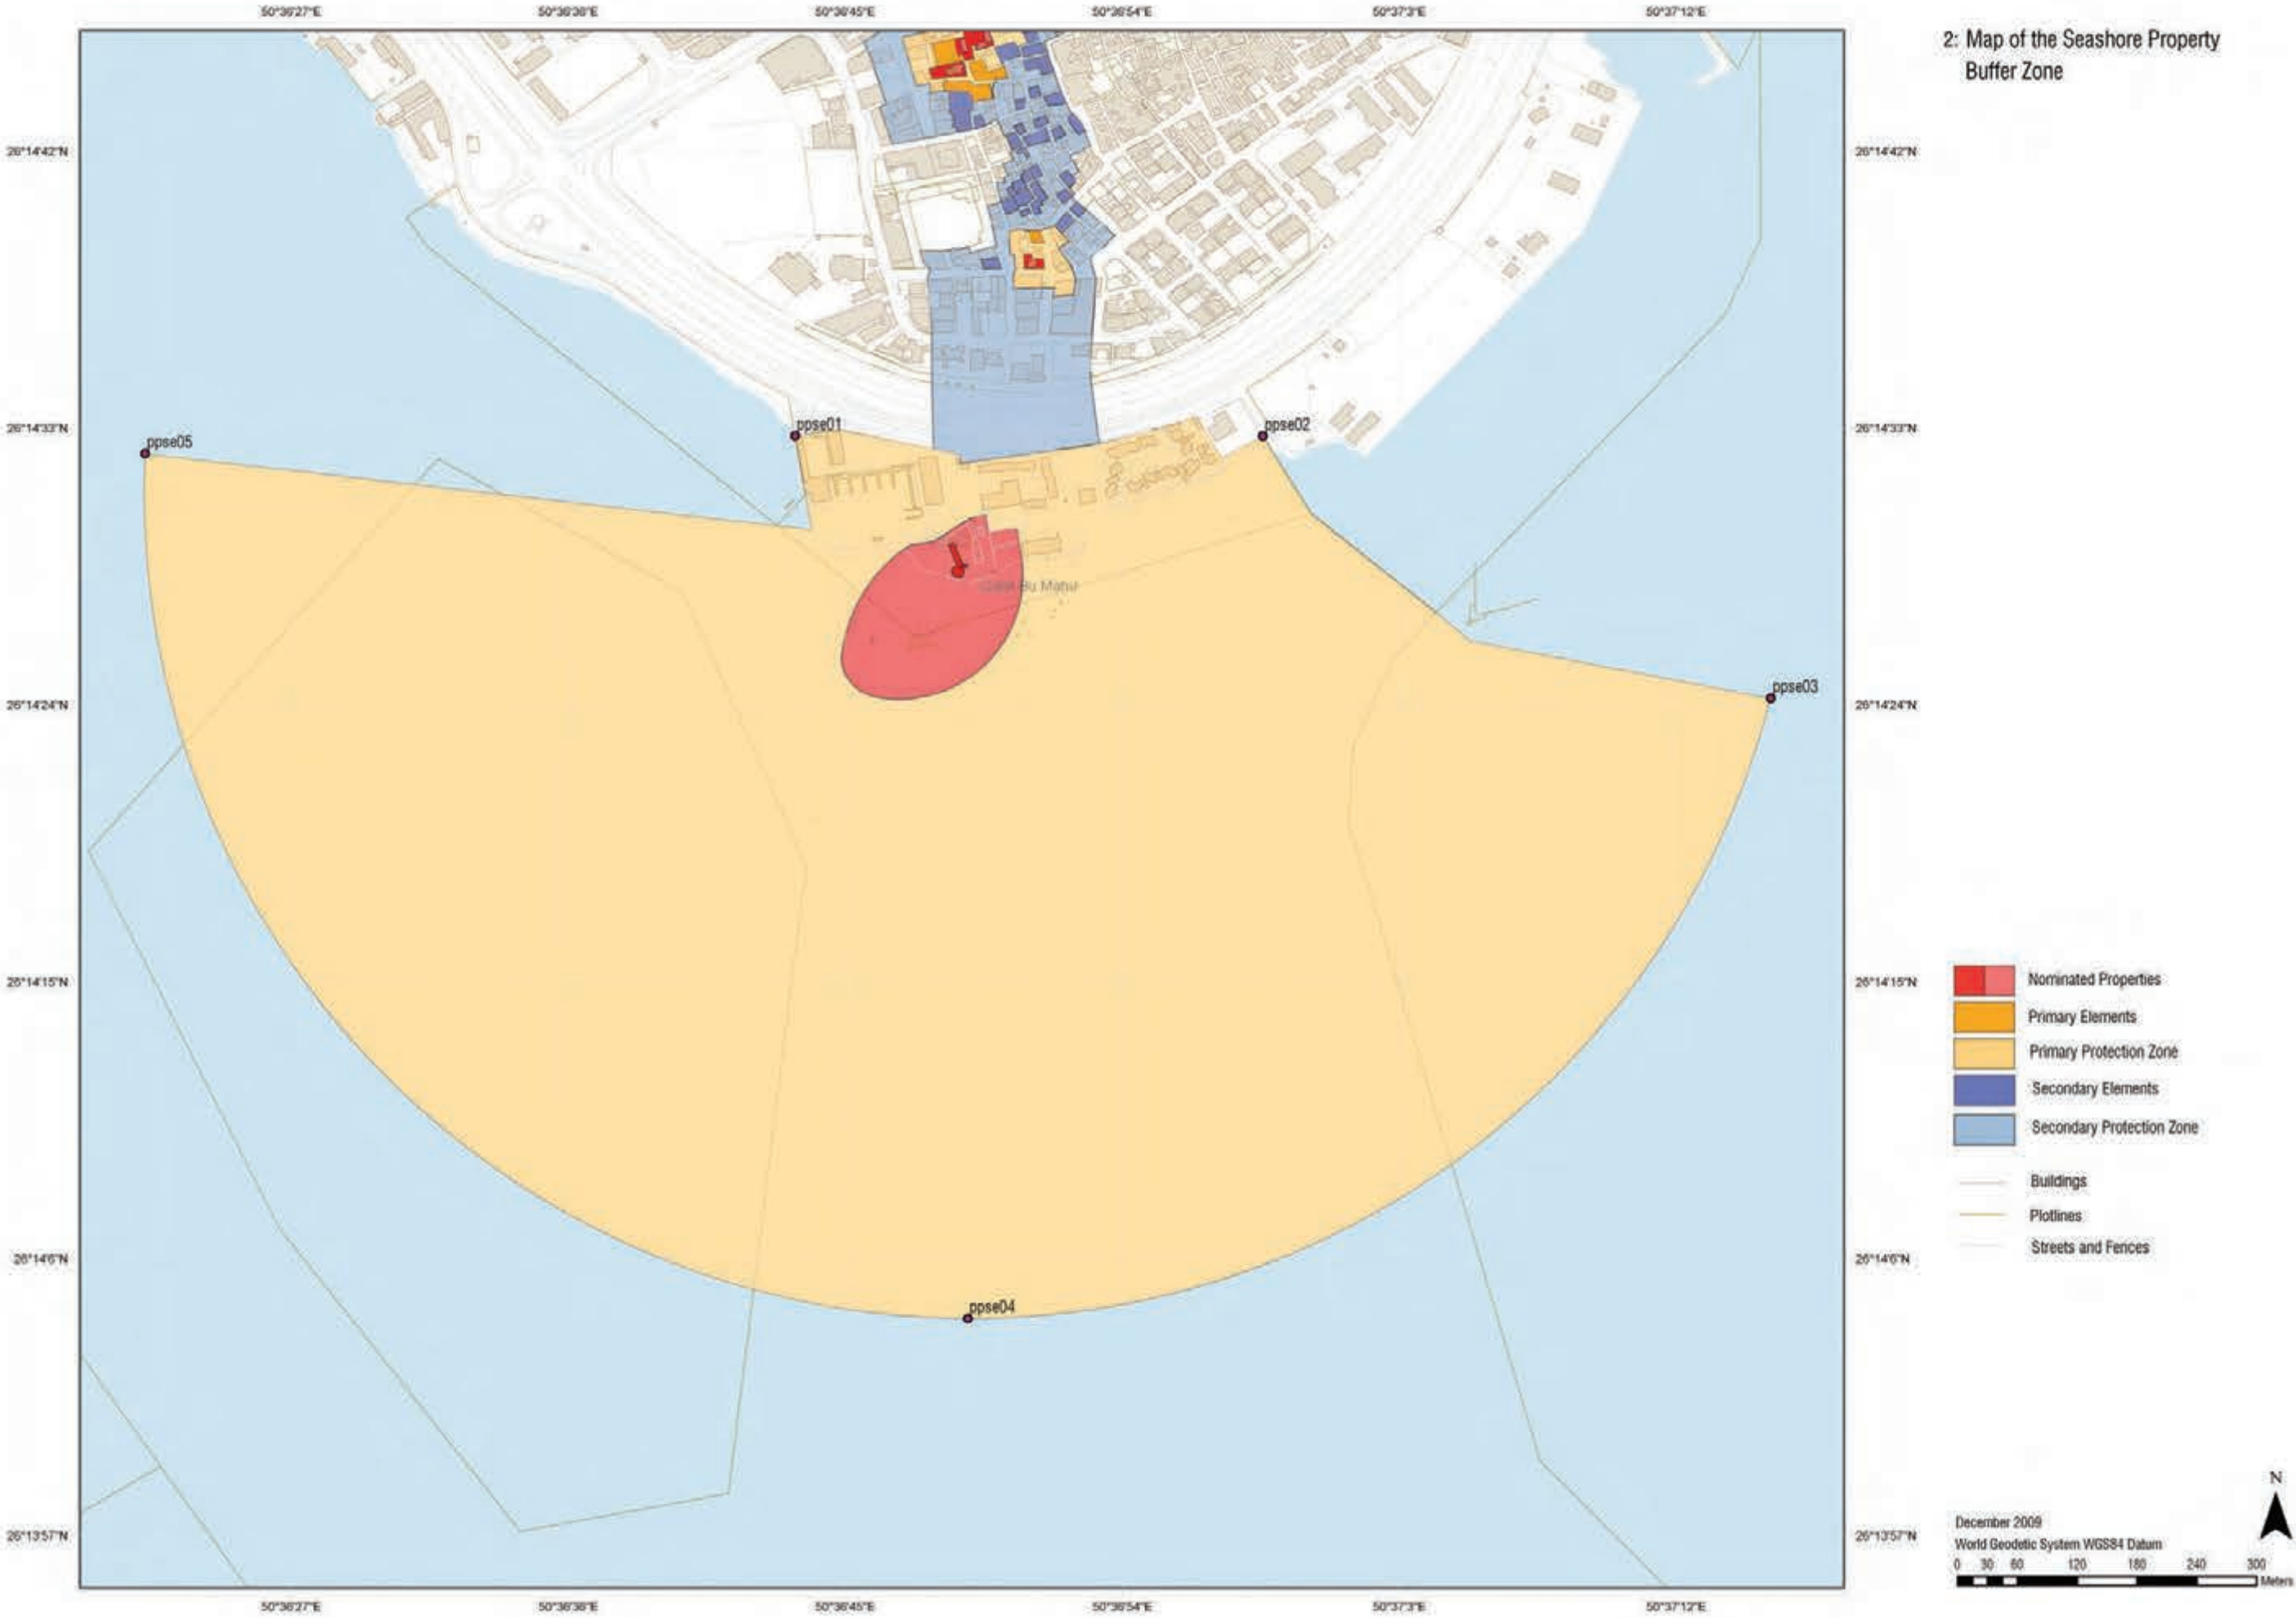 50°36'27"E 50°36'36"E 50°36'45"E 50°36'54"E 50°37'3"E 50°37'12"E
2: Map of the Seashore Property
Buffer Zone
26°14'42"N 26°14'42"N
26°14'33"N 26°14'33"N
ppse05
ppse01
ppse02
Bu Mahir
ppse03
26°14'24"N 26°14'24"N
26°14'15"N 26°14'15"N
Nominated Properties
Primary Elements
Primary Protection Zone
Secondary Elements
Secondary Protection Zone
Buildings
Plotlines
Streets and Fences
26°14'6"N 26°14'6"N
ppse04
N
26°13'57"N 26°13'57"N
December 2009
World Geodetic System WGS84 Datum
0 30 60 120 180 240 300
Meters
50°36'27"E 50°36'36"E 50°36'45"E 50°36'54"E 50°37'3"E 50°37'12"E